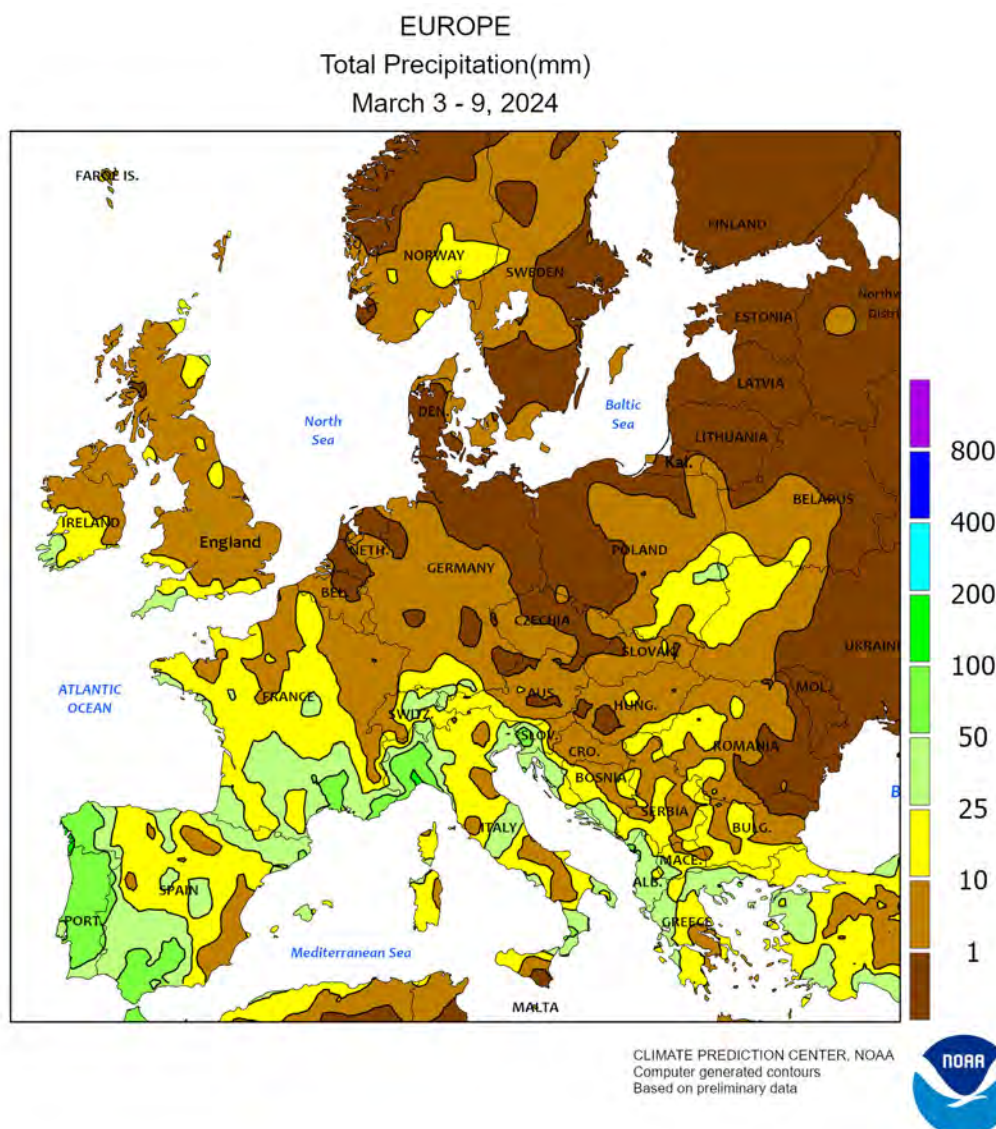 EUROPE
Total Precipitation(mm)
March 3 - 9, 2024
FAROE IS.
FINLAND
NORWAY
SWEDEN
Northw
Distri
ESTONIA
LATVIA
North
Sea
DEN.
Baltic
Sea
LITHUANIA
Kal.
BELARUS
IRELAND
England
NETH.
GERMANY
POLAND
BEL.
CZECHIA
UKRAINE
SLOVAK.
ATLANTIC
OCEAN
FRANCE
SWITZ.
AUS.
HUNG.
MOL.
SLOV.
CRO.
ROMANIA
BOSNIA
SERBIA
B
ITALY
BULG.
MACE.
SPAIN
ALB.
PORT.
GREECE
Mediterranean Sea
MALTA
800
400
200
100
50
25
10
1
CLIMATE PREDICTION CENTER, NOAA
Computer generated contours
Based on preliminary data
NOAA